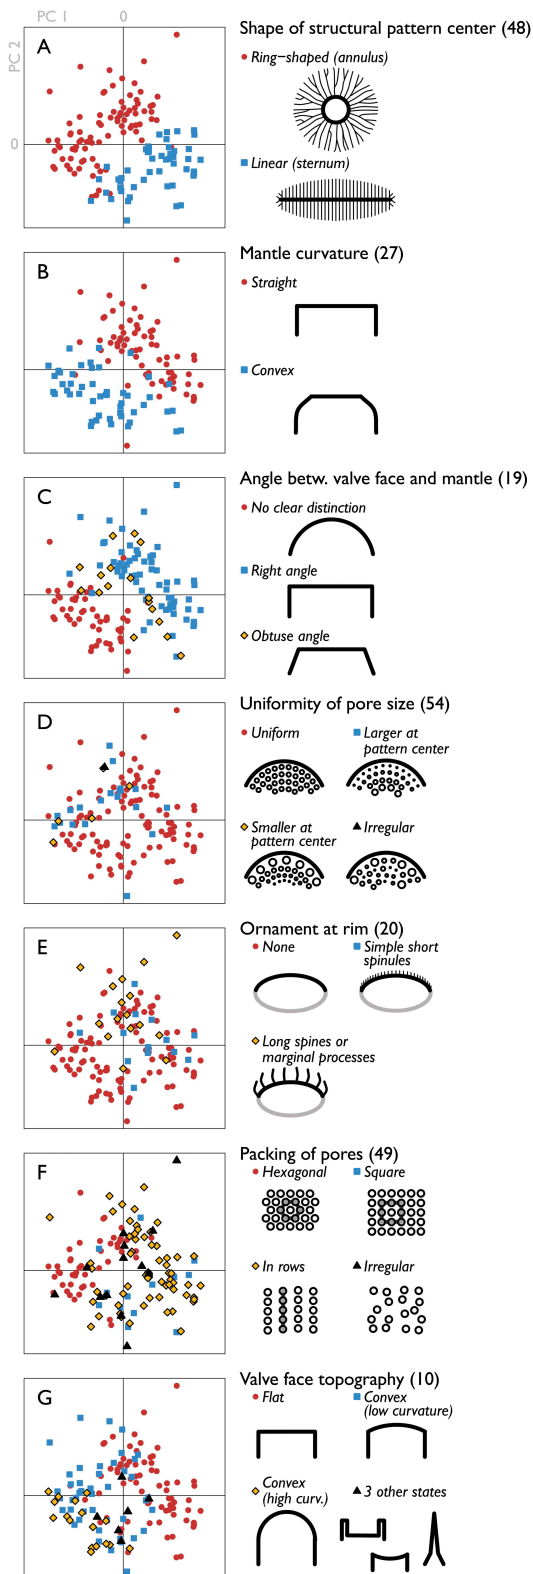 PC 1 0
PC 2
0
A
Shape of structural pattern center (48)
Ring–shaped (annulus)
Linear (sternum)
B
Mantle curvature (27)
Straight
Convex
C
Angle betw. valve face and mantle (19)
No clear distinction
Right angle
Obtuse angle
D
Uniformity of pore size (54)
Uniform
Larger at
pattern center
Smaller at
pattern center
Irregular
E
Ornament at rim (20)
None
Simple short
spinules
Long spines or
marginal processes
F
Packing of pores (49)
Hexagonal
Square
In rows
Irregular
G
Valve face topography (10)
Flat
Convex
(low curvature)
Convex
(high curv.)
3 other states